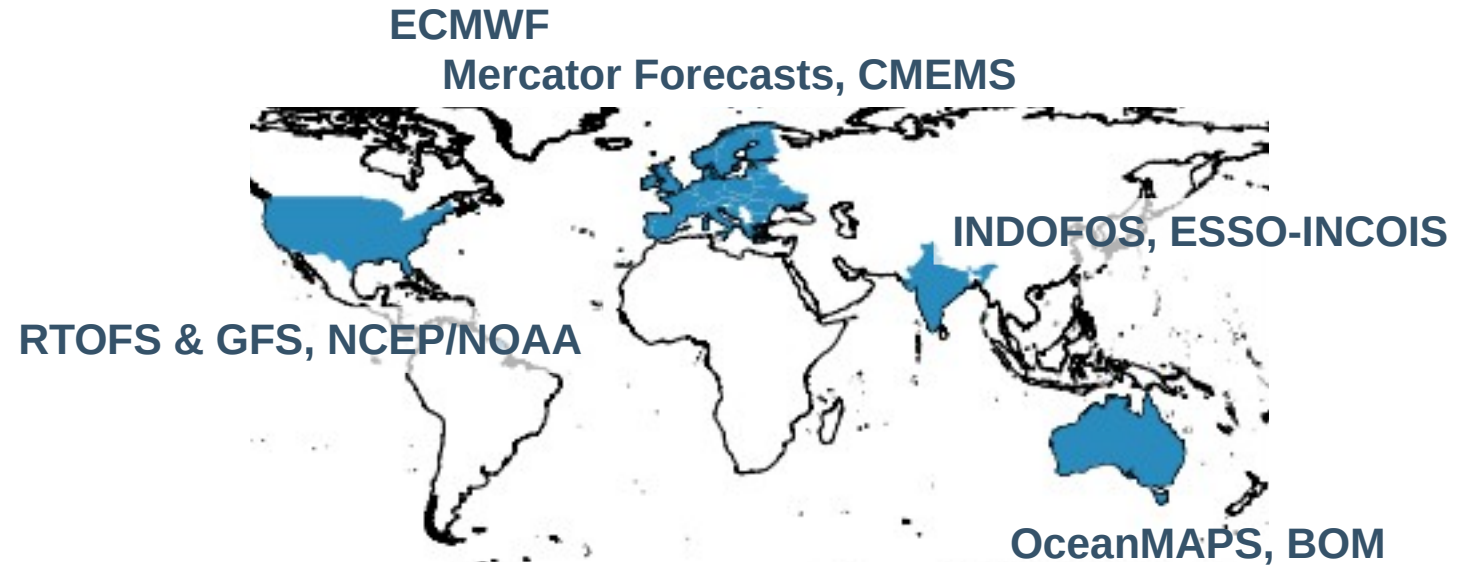 ECMWF
Mercator Forecasts, CMEMS
INDOFOS, ESSO-INCOIS
RTOFS & GFS, NCEP/NOAA
OceanMAPS, BOM